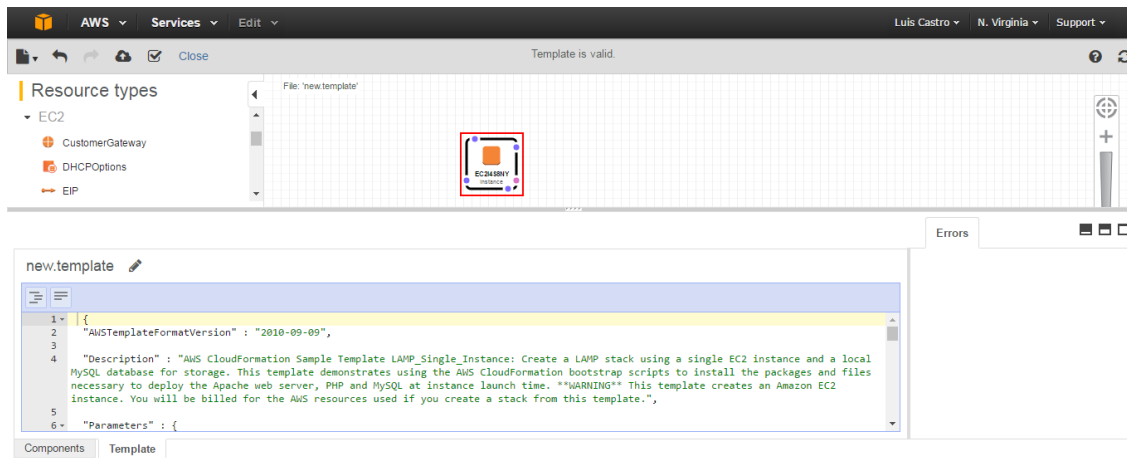 AWS Services Edit Luis Castro N. Virginia Support
Close Template is valid.
Resource types
File: 'new.template'
EC2
CustomerGateway
DHCPOptions
EIP
EC2I458NY
instance
Errors
new.template
1 {
2 "AWSTemplateFormatVersion" : "2010-09-09",
3
4 "Description" : "AWS CloudFormation Sample Template LAMP_Single_Instance: Create a LAMP stack using a single EC2 instance and a local
MySQL database for storage. This template demonstrates using the AWS CloudFormation bootstrap scripts to install the packages and files
necessary to deploy the Apache web server, PHP and MySQL at instance launch time. **WARNING** This template creates an Amazon EC2
instance. You will be billed for the AWS resources used if you create a stack from this template.",
5
6 "Parameters" : {
Components Template